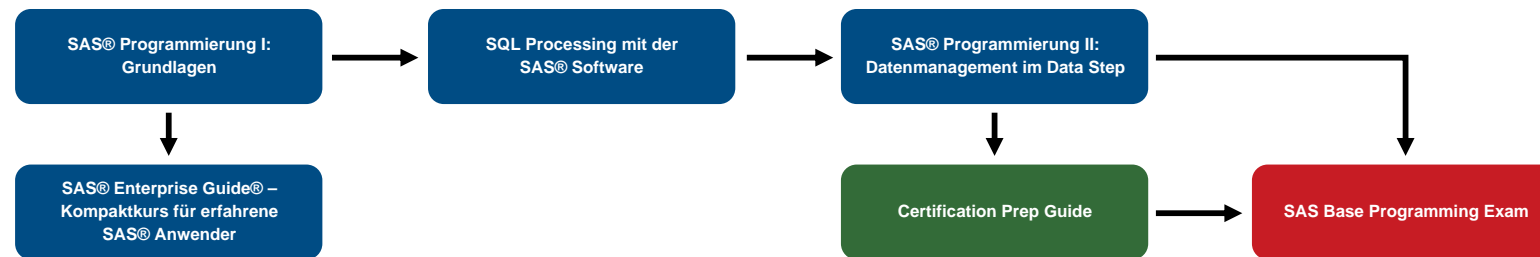 SAS® Programmierung I:
Grundlagen
SQL Processing mit der
SAS® Software
SAS® Programmierung II:
Datenmanagement im Data Step
SAS® Enterprise Guide® –
Kompaktkurs für erfahrene
SAS® Anwender
Certification Prep Guide
SAS Base Programming Exam